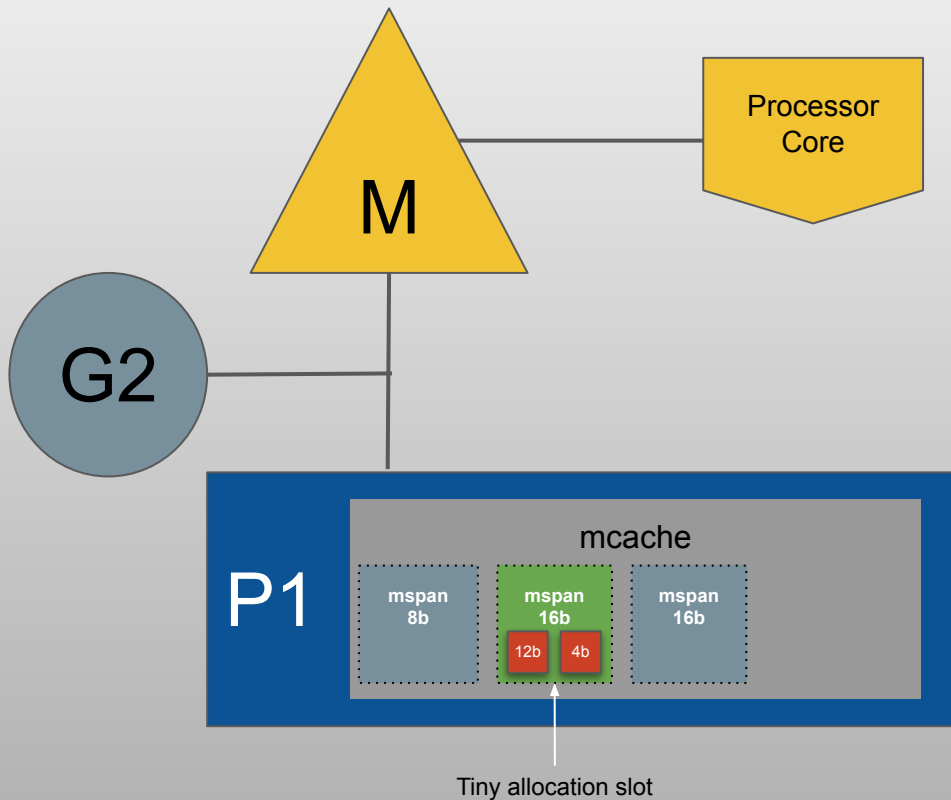 Processor
Core
M
G2
mcache
P1
mspan
8b
mspan
16b
mspan
16b
12b
4b
Tiny allocation slot